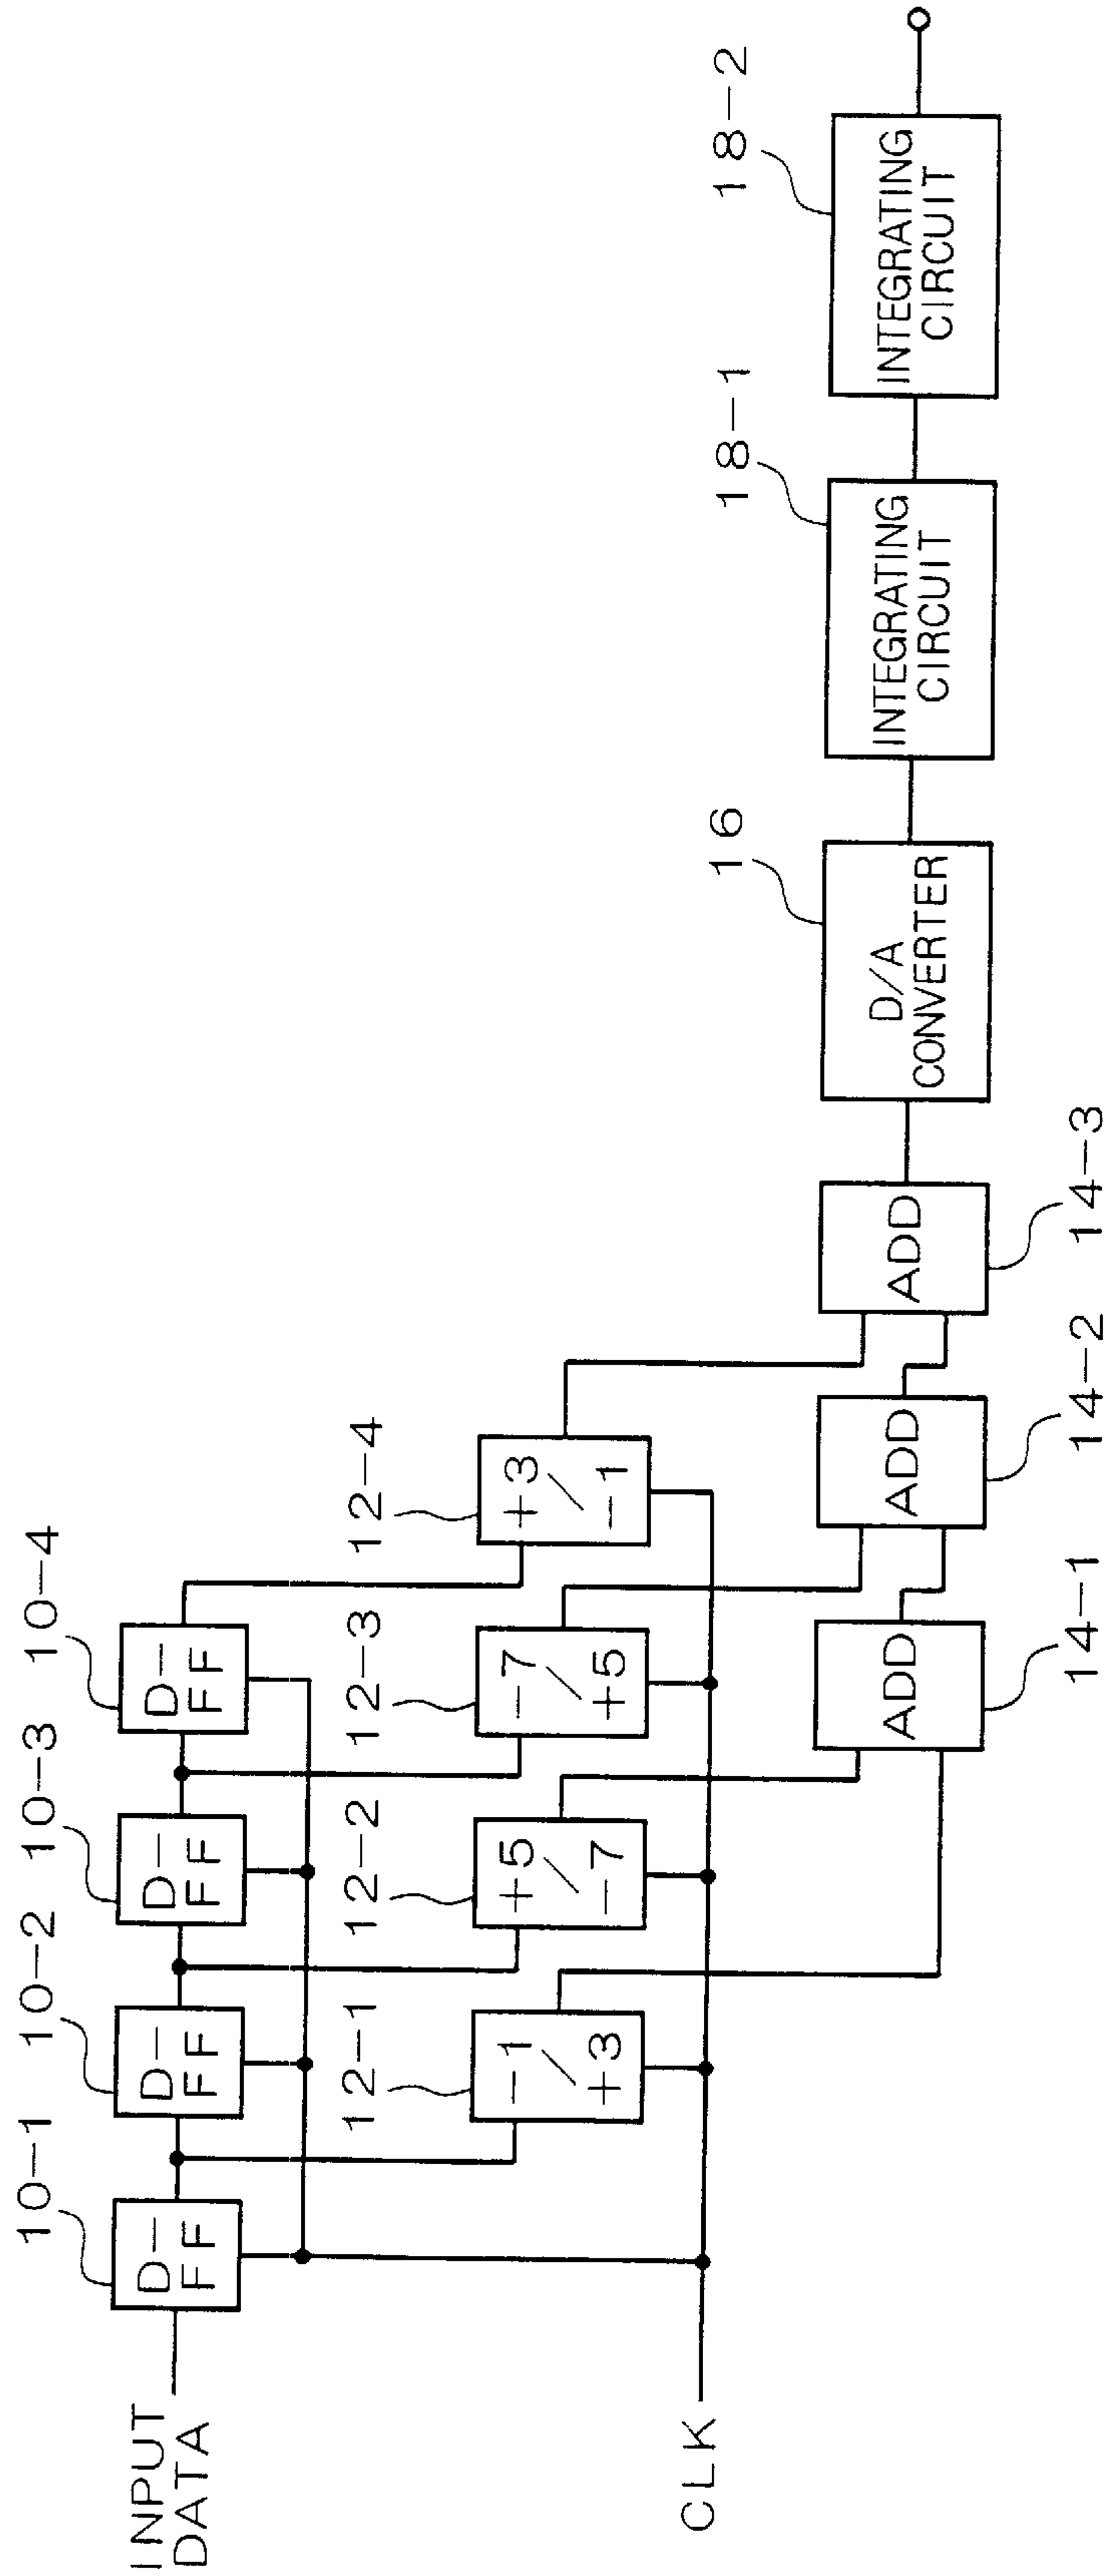 10-1
10-2
10-3
10-4
INPUT
DATA
D-
FF
D-
FF
D-
FF
D-
FF
12-1
12-2
12-3
12-4
-1
/
+3
+5
/
-7
-7
/
+5
+3
/
-1
CLK
16
18-1
18-2
ADD
ADD
ADD
D/A
CONVERTER
INTEGRATING
CIRCUIT
INTEGRATING
CIRCUIT
14-1
14-2
14-3